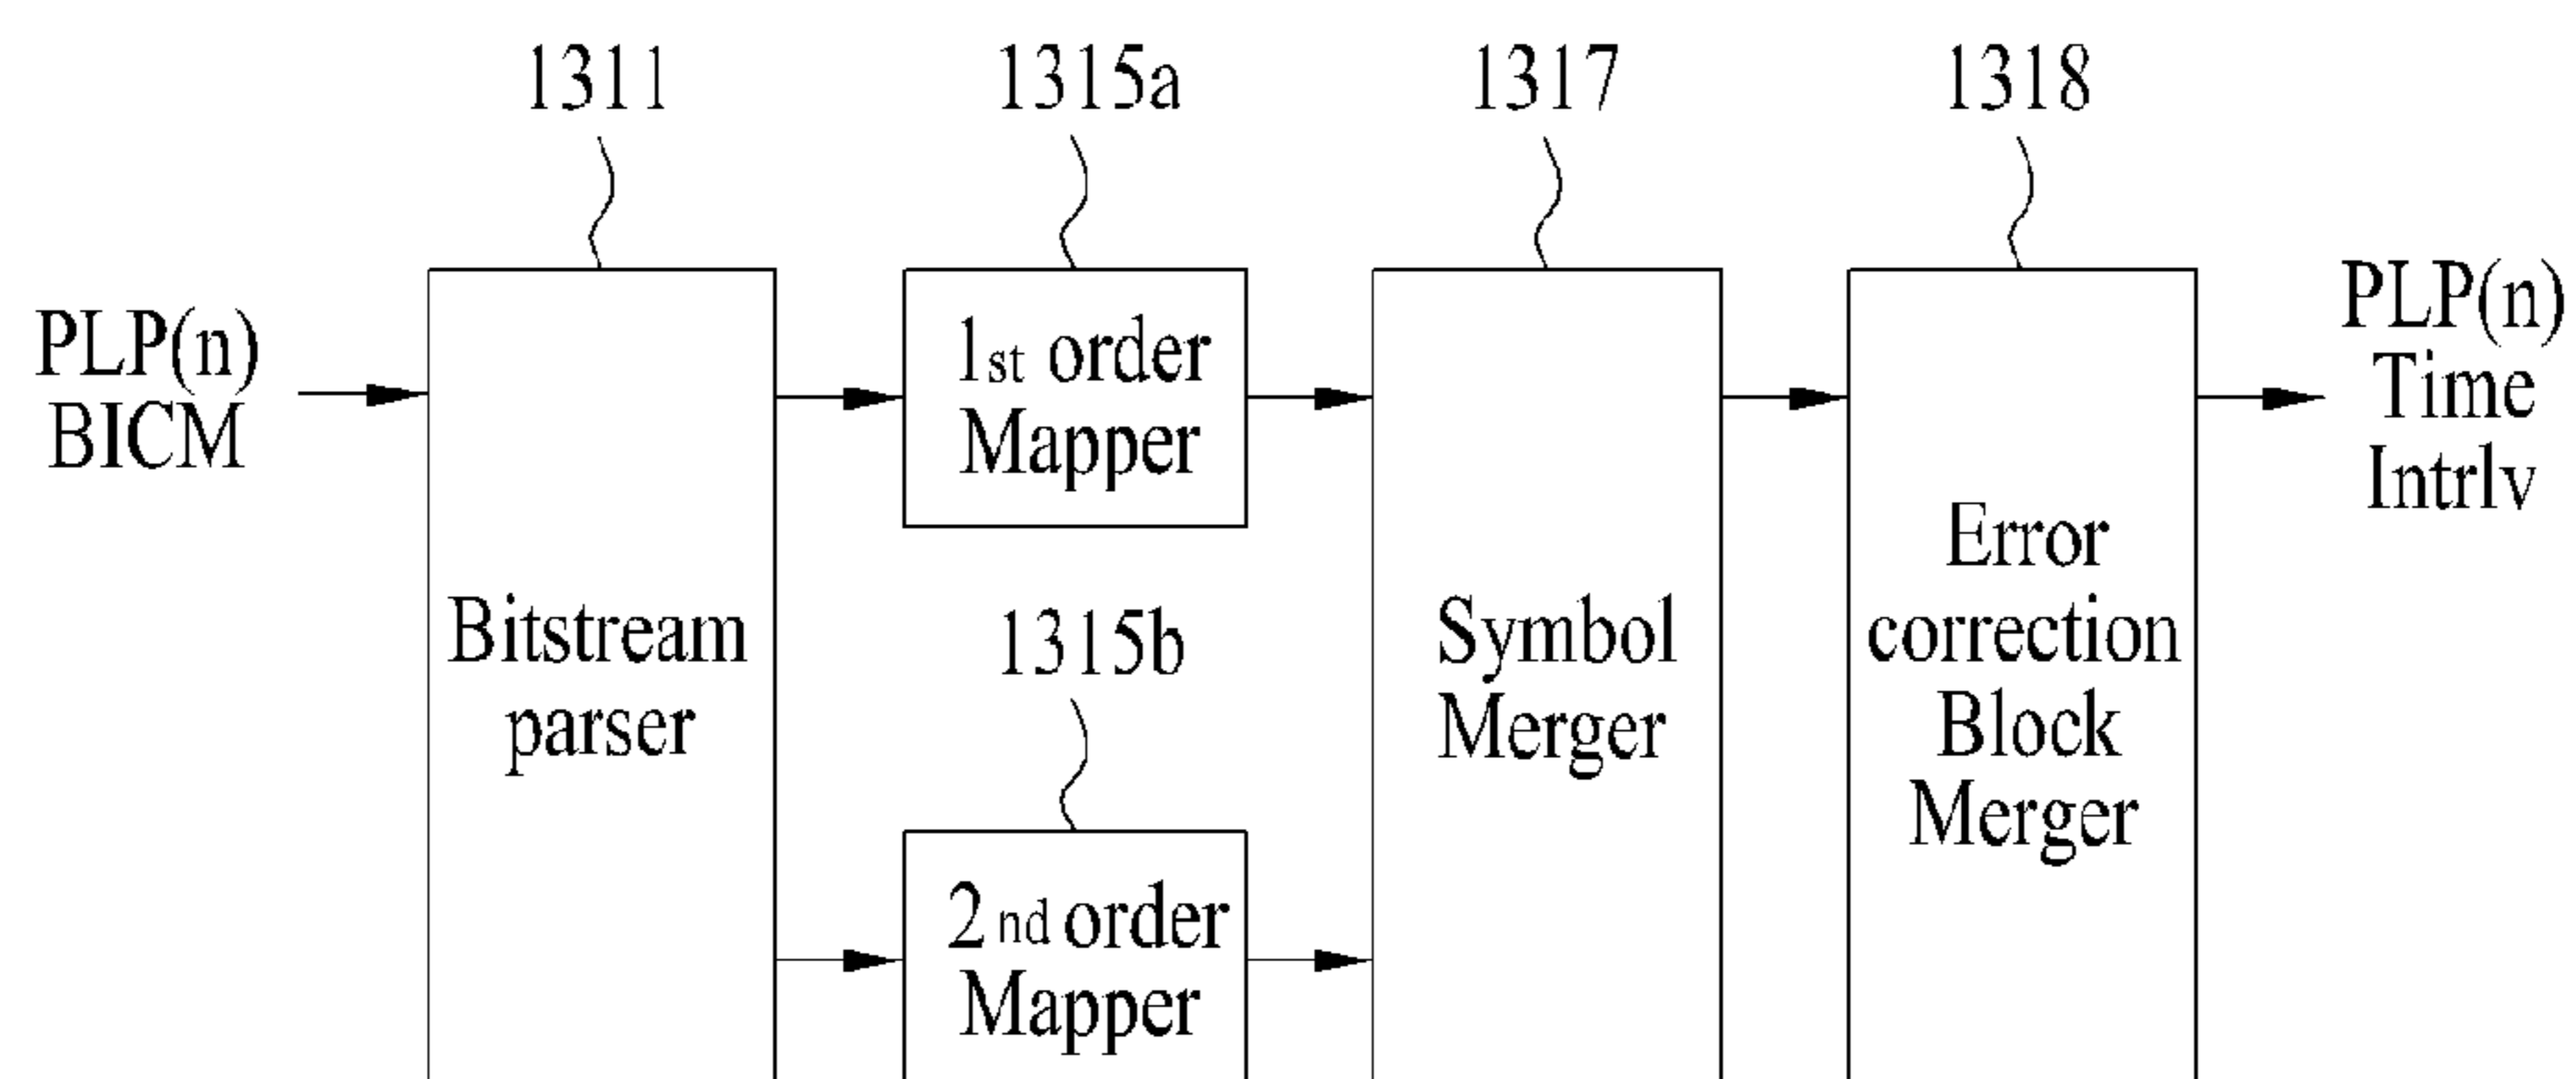 1311
1315a
1317
1318
PLP(n)
BICM
Bitstream
parser
1st order
Mapper
1315b
2nd order
Mapper
Symbol
Merger
Error
correction
Block
Merger
PLP(n)
Time
Intrlv